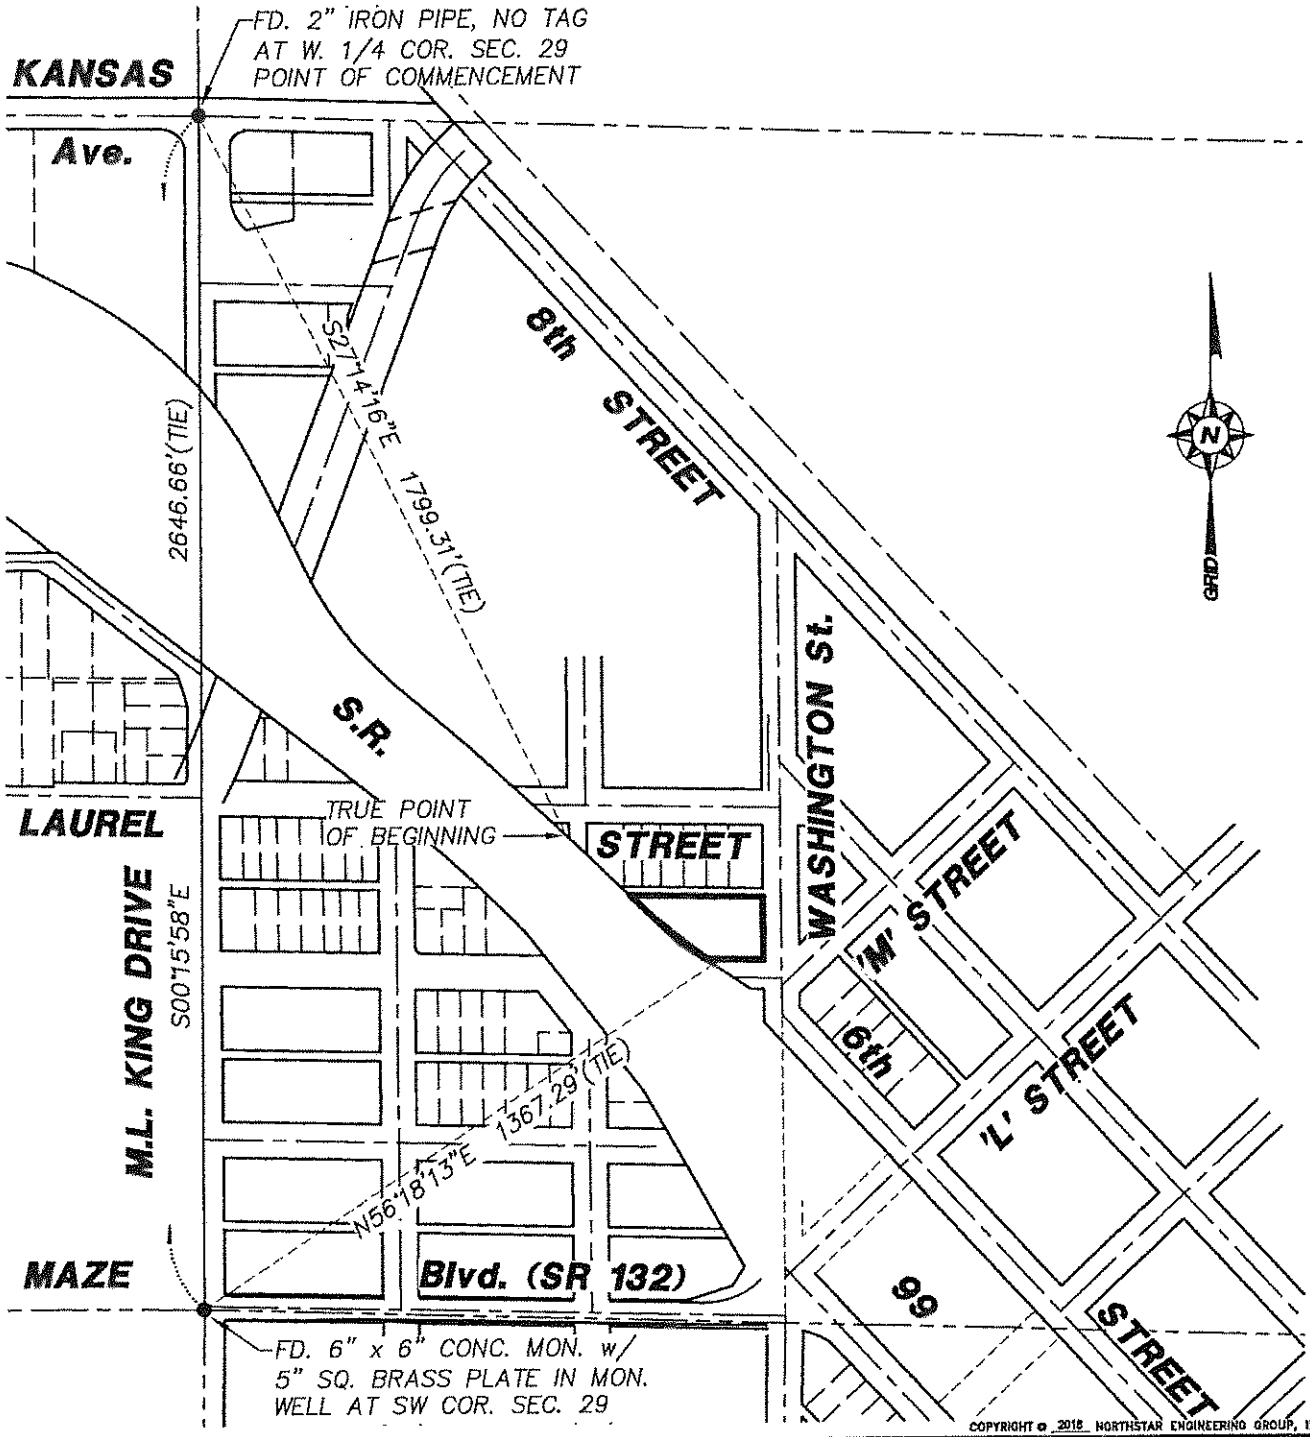 FD. 2" IRON PIPE, NO TAG
AT W. 1/4 COR. SEC. 29
POINT OF COMMENCEMENT
KANSAS
Ave.
8th
STREET
S27°14'16"E 1799.31'(TIE)
2646.66'(TIE)
N
GRID
WASHINGTON St.
S.R.
TRUE POINT
OF BEGINNING
LAUREL
STREET
'M' STREET
M.L. KING DRIVE
S00°15'58"E
6th
'L' STREET
N56°18'13"E 1367.29'(TIE)
MAZE
Blvd. (SR 132)
99
STREET
FD. 6" x 6" CONC. MON. w/
5" SQ. BRASS PLATE IN MON.
WELL AT SW COR. SEC. 29
COPYRIGHT © 2018 NORTHSTAR ENGINEERING GROUP,